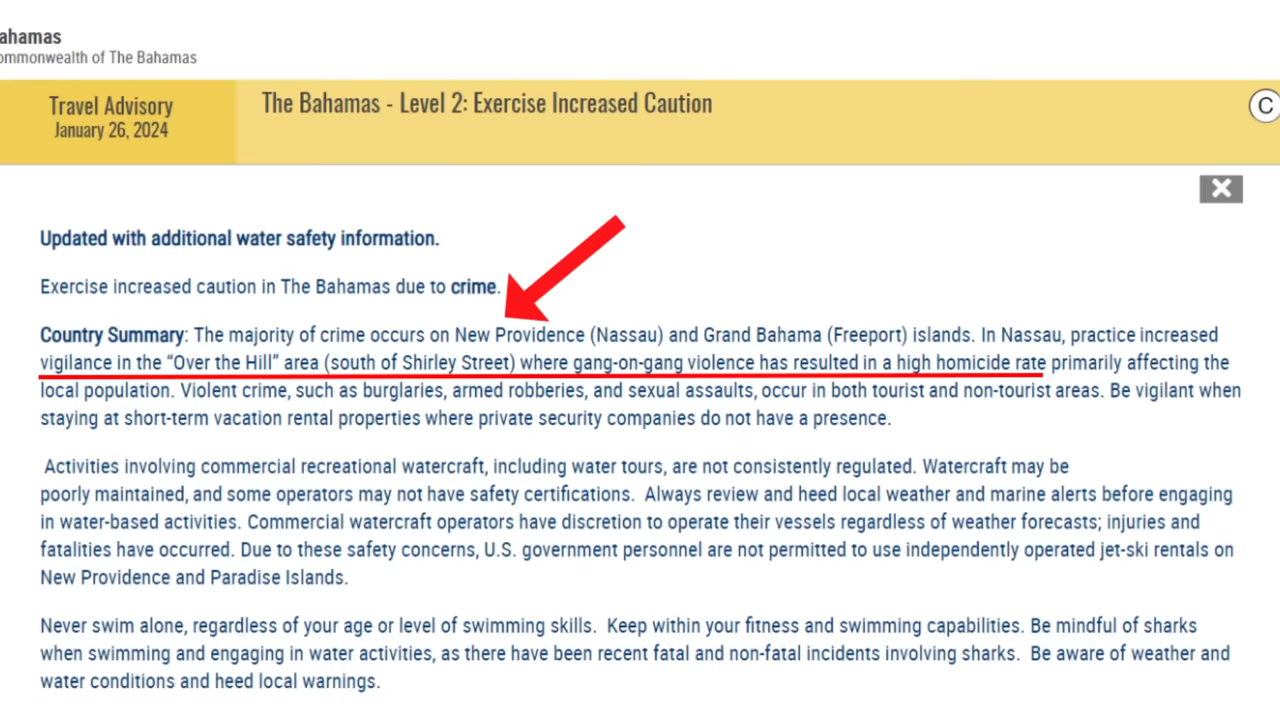 ahamas
ommonwealth of The Bahamas
Travel Advisory
January 26, 2024
The Bahamas - Level 2: Exercise Increased Caution
C
Updated with additional water safety information.
Exercise increased caution in The Bahamas due to crime.
Country Summary: The majority of crime occurs on New Providence (Nassau) and Grand Bahama (Freeport) islands. In Nassau, practice increased
vigilance in the “Over the Hill” area (south of Shirley Street) where gang-on-gang violence has resulted in a high homicide rate primarily affecting the
local population. Violent crime, such as burglaries, armed robberies, and sexual assaults, occur in both tourist and non-tourist areas. Be vigilant when
staying at short-term vacation rental properties where private security companies do not have a presence.
Activities involving commercial recreational watercraft, including water tours, are not consistently regulated. Watercraft may be
poorly maintained, and some operators may not have safety certifications. Always review and heed local weather and marine alerts before engaging
in water-based activities. Commercial watercraft operators have discretion to operate their vessels regardless of weather forecasts; injuries and
fatalities have occurred. Due to these safety concerns, U.S. government personnel are not permitted to use independently operated jet-ski rentals on
New Providence and Paradise Islands.
Never swim alone, regardless of your age or level of swimming skills. Keep within your fitness and swimming capabilities. Be mindful of sharks
when swimming and engaging in water activities, as there have been recent fatal and non-fatal incidents involving sharks. Be aware of weather and
water conditions and heed local warnings.